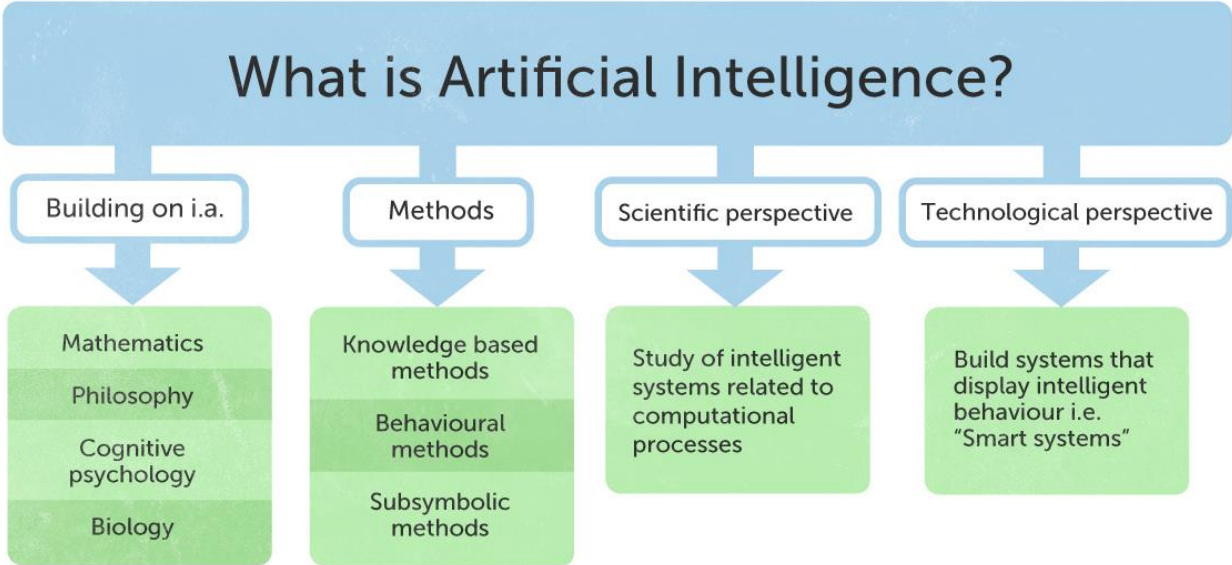 What is Artificial Intelligence?
Building on i.a.
Methods
Scientific perspective
Technological perspective
Mathematics
Philosophy
Cognitive
psychology
Biology
Knowledge based
methods
Behavioural
methods
Subsymbolic
methods
Study of intelligent
systems related to
computational
processes
Build systems that
display intelligent
behaviour i.e.
“Smart systems”